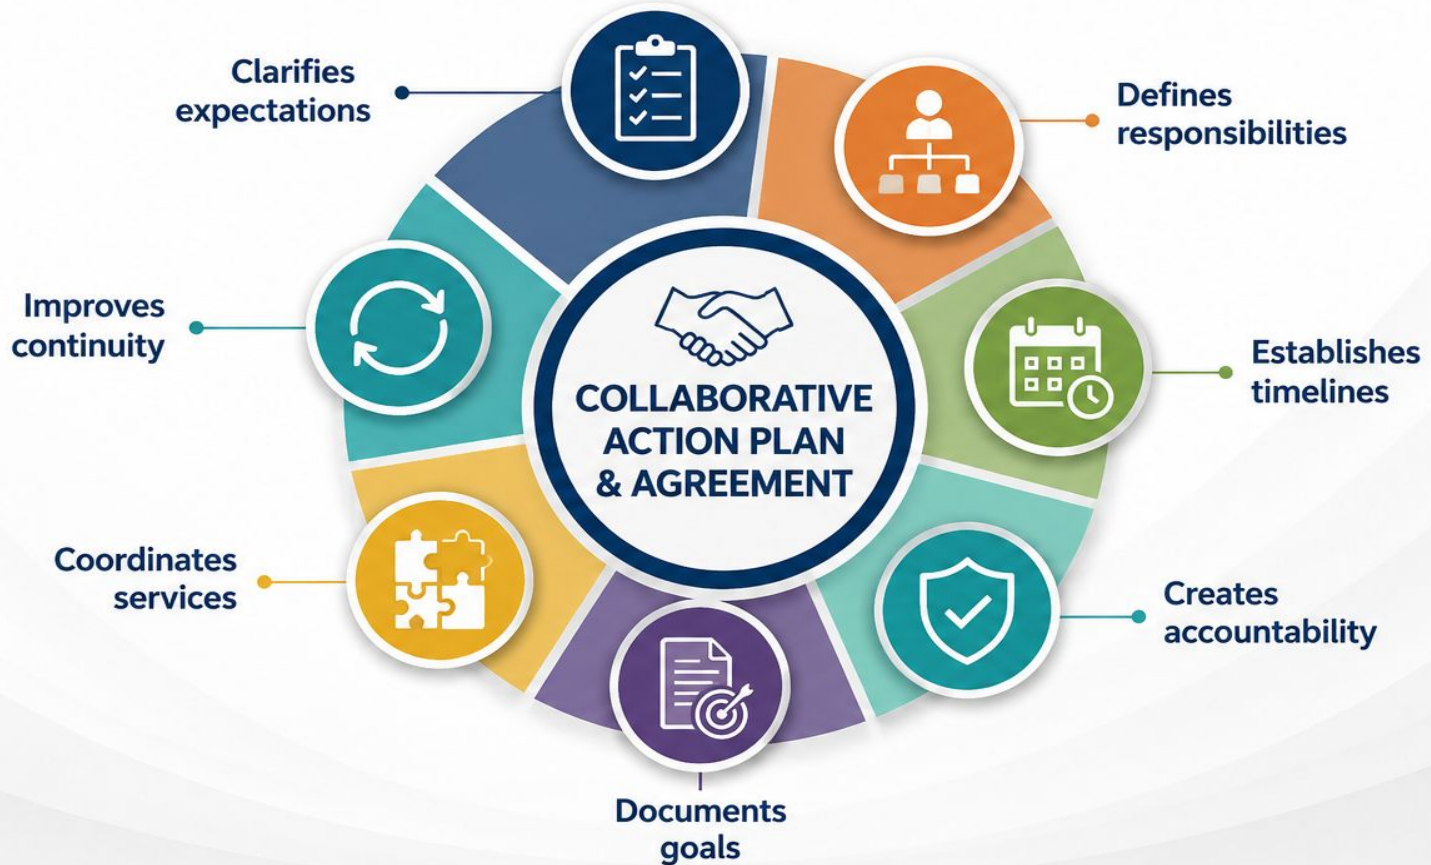 Clarifies
expectations
Defines
responsibilities
Improves
continuity
COLLABORATIVE
ACTION PLAN
& AGREEMENT
Establishes
timelines
Coordinates
services
Creates
accountability
Documents
goals